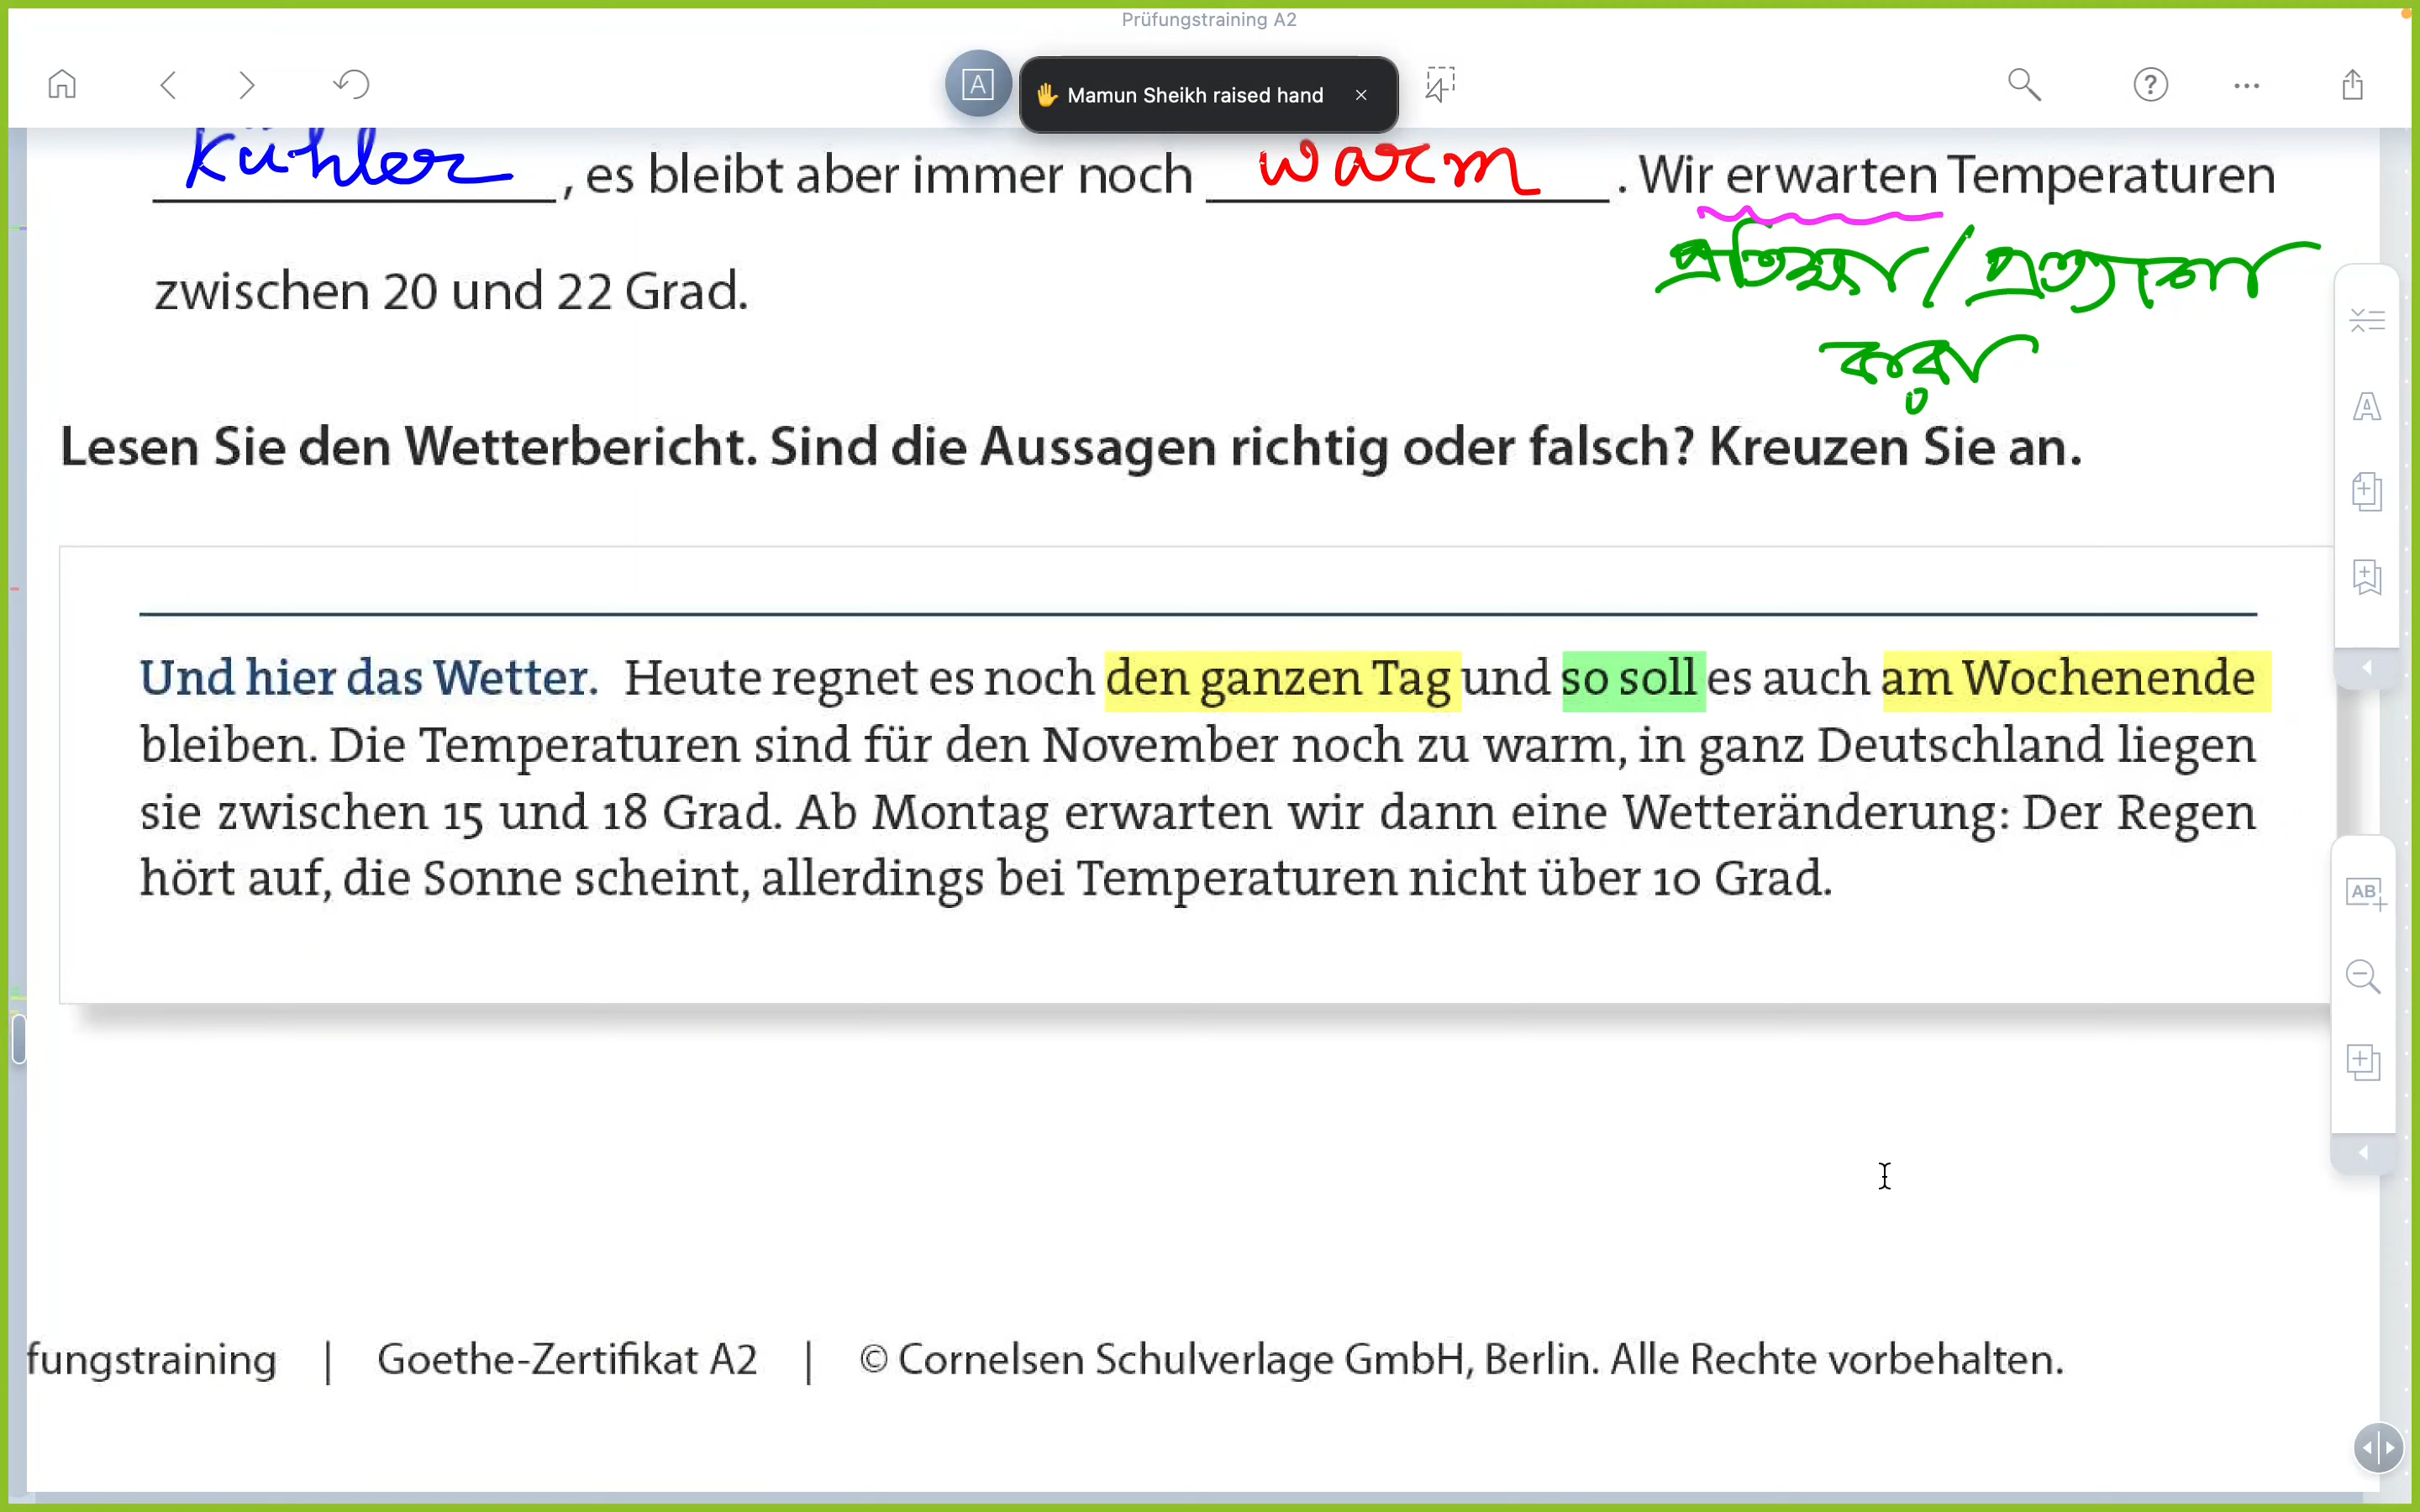 Prüfungstraining A2
Mamun Sheikh raised hand
kühler, es bleibt aber immer noch warm. Wir erwarten Temperaturen
প্রতিক্ষা / প্রত্যাশা
করা
zwischen 20 und 22 Grad.
Lesen Sie den Wetterbericht. Sind die Aussagen richtig oder falsch? Kreuzen Sie an.
Und hier das Wetter. Heute regnet es noch den ganzen Tag und so soll es auch am Wochenende
bleiben. Die Temperaturen sind für den November noch zu warm, in ganz Deutschland liegen
sie zwischen 15 und 18 Grad. Ab Montag erwarten wir dann eine Wetteränderung: Der Regen
hört auf, die Sonne scheint, allerdings bei Temperaturen nicht über 10 Grad.
fungstraining | Goethe-Zertifikat A2 | © Cornelsen Schulverlage GmbH, Berlin. Alle Rechte vorbehalten.